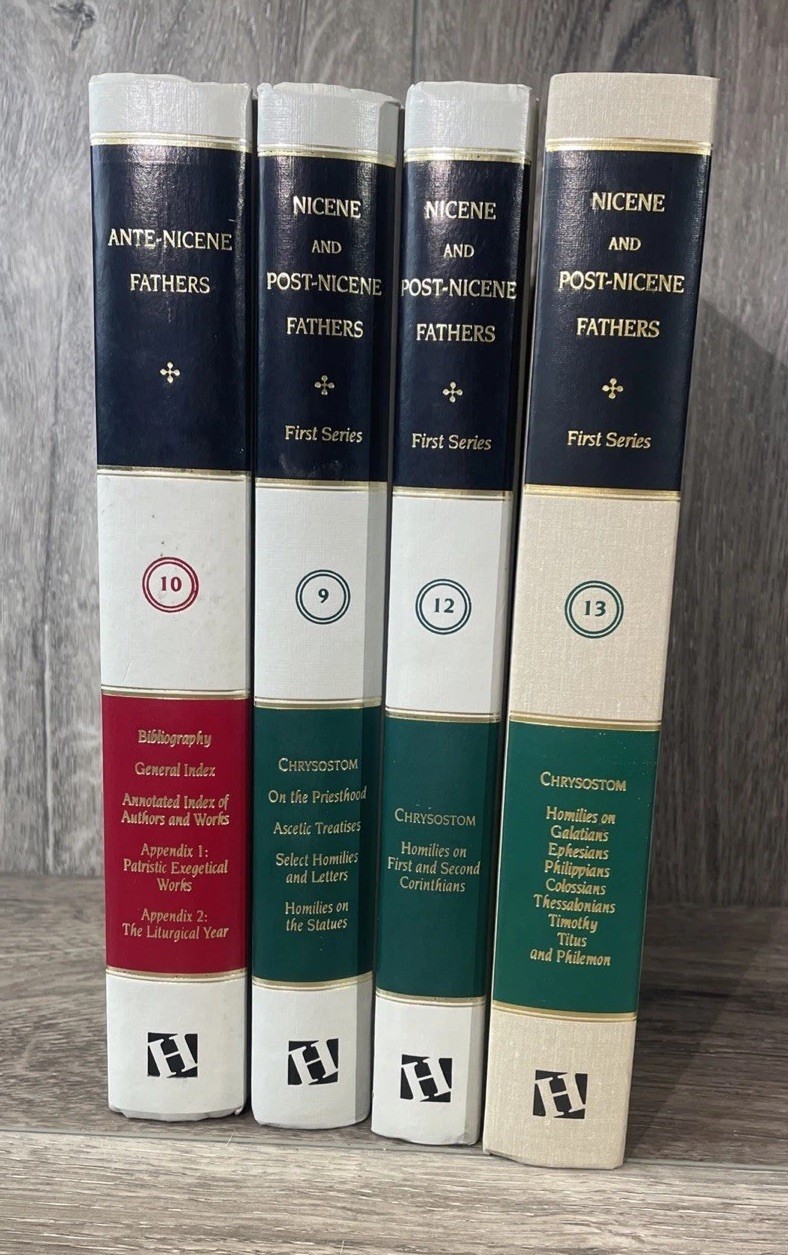 ANTE-NICENE
FATHERS
10
Bibliography
General Index
Annotated Index of
Authors and Works
Appendix 1:
Patristic Exegetical
Works
Appendix 2:
The Liturgical Year
H
NICENE
AND
POST-NICENE
FATHERS
First Series
9
CHRYSOSTOM
On the Priesthood
Ascetic Treatises
Select Homilies
and Letters
Homilies on
the Statues
H
NICENE
AND
POST-NICENE
FATHERS
First Series
12
CHRYSOSTOM
Homilies on
First and Second
Corinthians
H
NICENE
AND
POST-NICENE
FATHERS
First Series
13
CHRYSOSTOM
Homilies on
Galatians
Ephesians
Philippians
Colossians
Thessalonians
Timothy
Titus
and Philemon
H